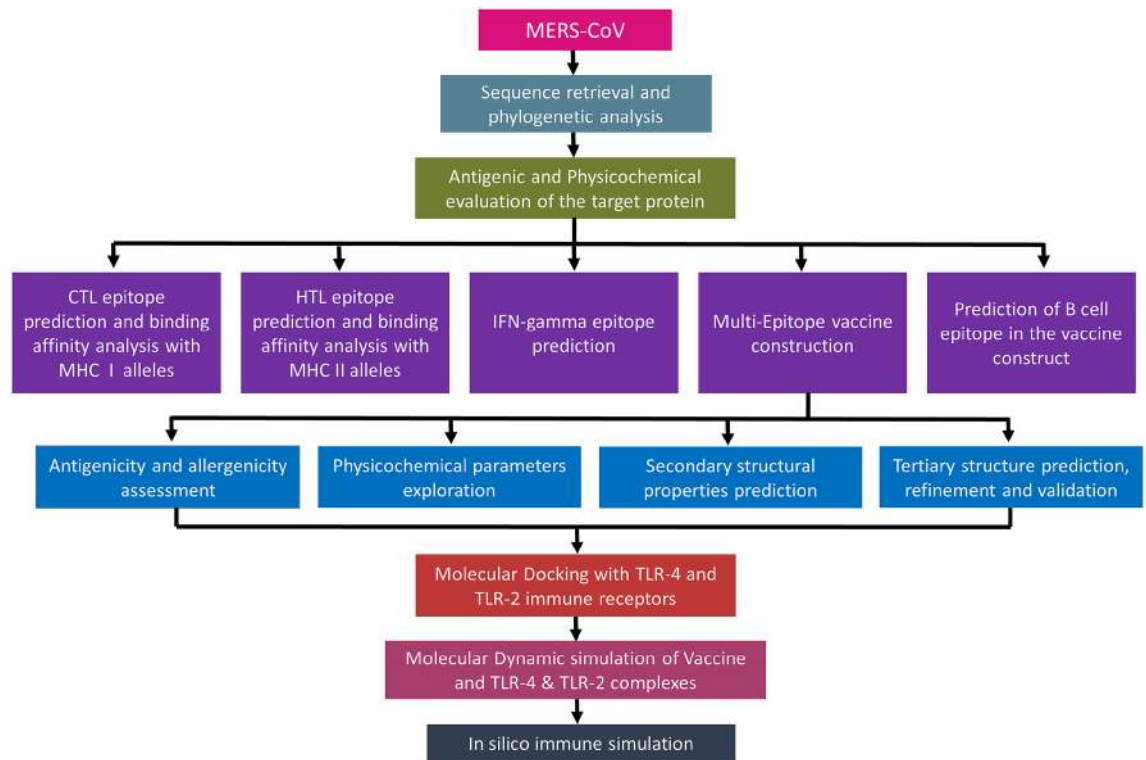 MERS-CoV
Sequence retrieval and
phylogenetic analysis
Antigenic and Physicochemical
evaluation of the target protein
CTL epitope
prediction and binding
affinity analysis with
MHC I alleles
HTL epitope
prediction and binding
affinity analysis with
MHC II alleles
IFN-gamma epitope
prediction
Multi-Epitope vaccine
construction
Prediction of B cell
epitope in the vaccine
construct
Antigenicity and allergenicity
assessment
Physicochemical parameters
exploration
Secondary structural
properties prediction
Tertiary structure prediction,
refinement and validation
Molecular Docking with TLR-4 and
TLR-2 immune receptors
Molecular Dynamic simulation of Vaccine
and TLR-4 & TLR-2 complexes
In silico immune simulation